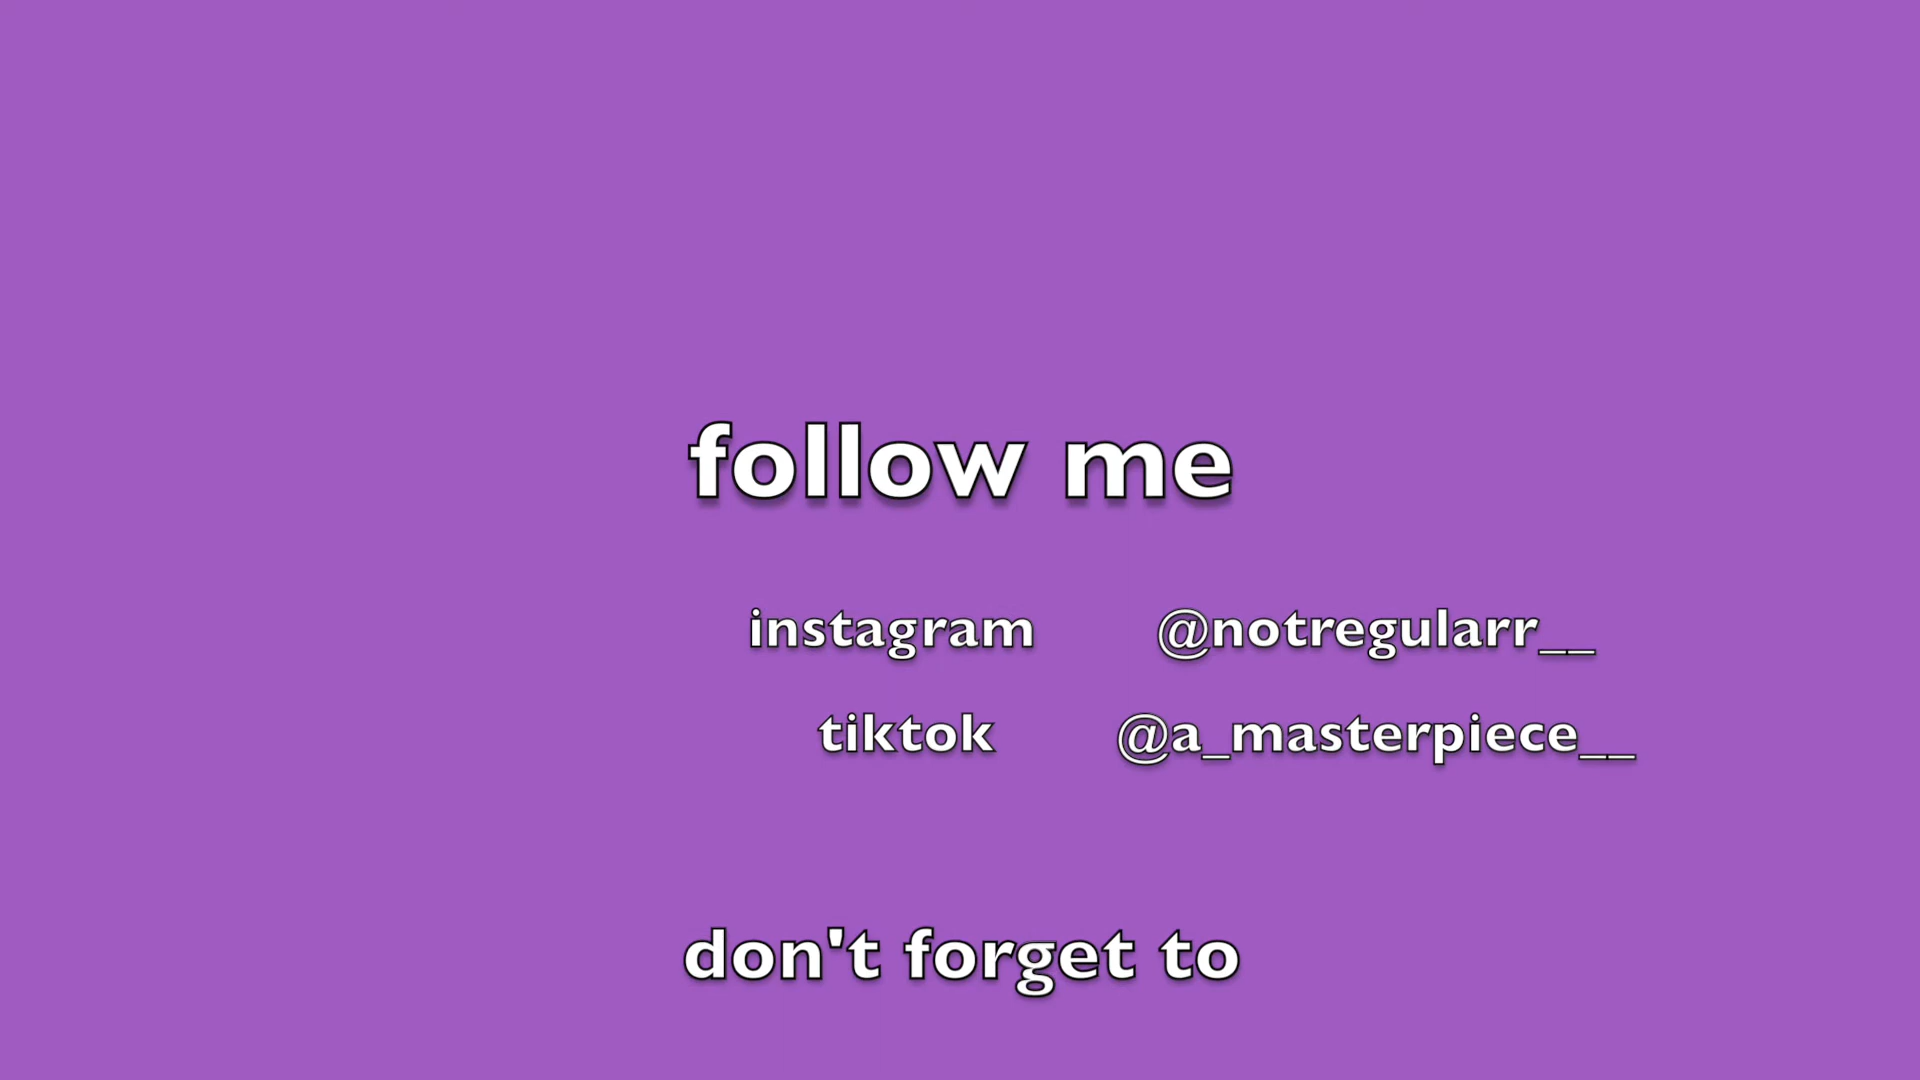 follow me
instagram @notregularr__
tiktok @a_masterpiece__
don't forget to